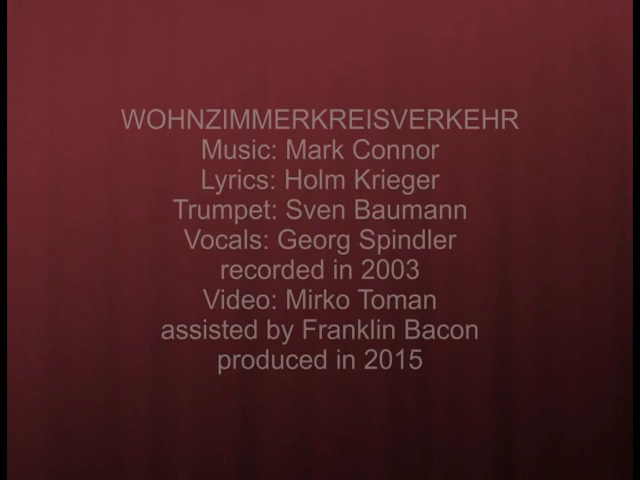 WOHNZIMMERKREISVERKEHR
Music: Mark Connor
Lyrics: Holm Krieger
Trumpet: Sven Baumann
Vocals: Georg Spindler
recorded in 2003
Video: Mirko Toman
assisted by Franklin Bacon
produced in 2015